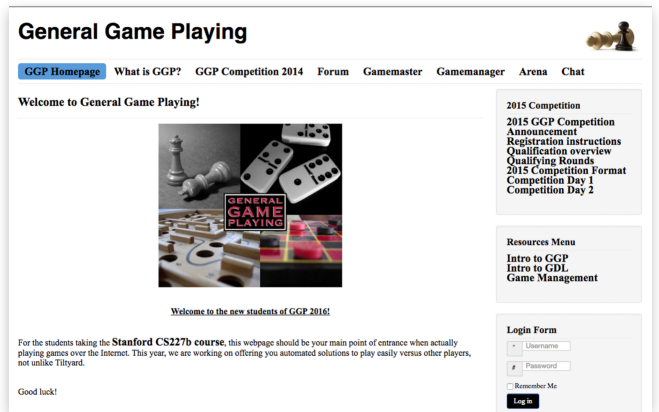 General Game Playing
GGP Homepage What is GGP? GGP Competition 2014 Forum Gamemaster Gamemanager Arena Chat
Welcome to General Game Playing!
GENERAL
GAME
PLAYING
Welcome to the new students of GGP 2016!
For the students taking the Stanford CS227b course, this webpage should be your main point of entrance when actually
playing games over the Internet. This year, we are working on offering you automated solutions to play easily versus other players,
not unlike Tiltyard.
Good luck!
2015 Competition
2015 GGP Competition
Announcement
Registration instructions
Qualification overview
Qualifying Rounds
2015 Competition Format
Competition Day 1
Competition Day 2
Resources Menu
Intro to GGP
Intro to GDL
Game Management
Login Form
* Username
# Password
Remember Me
Log in